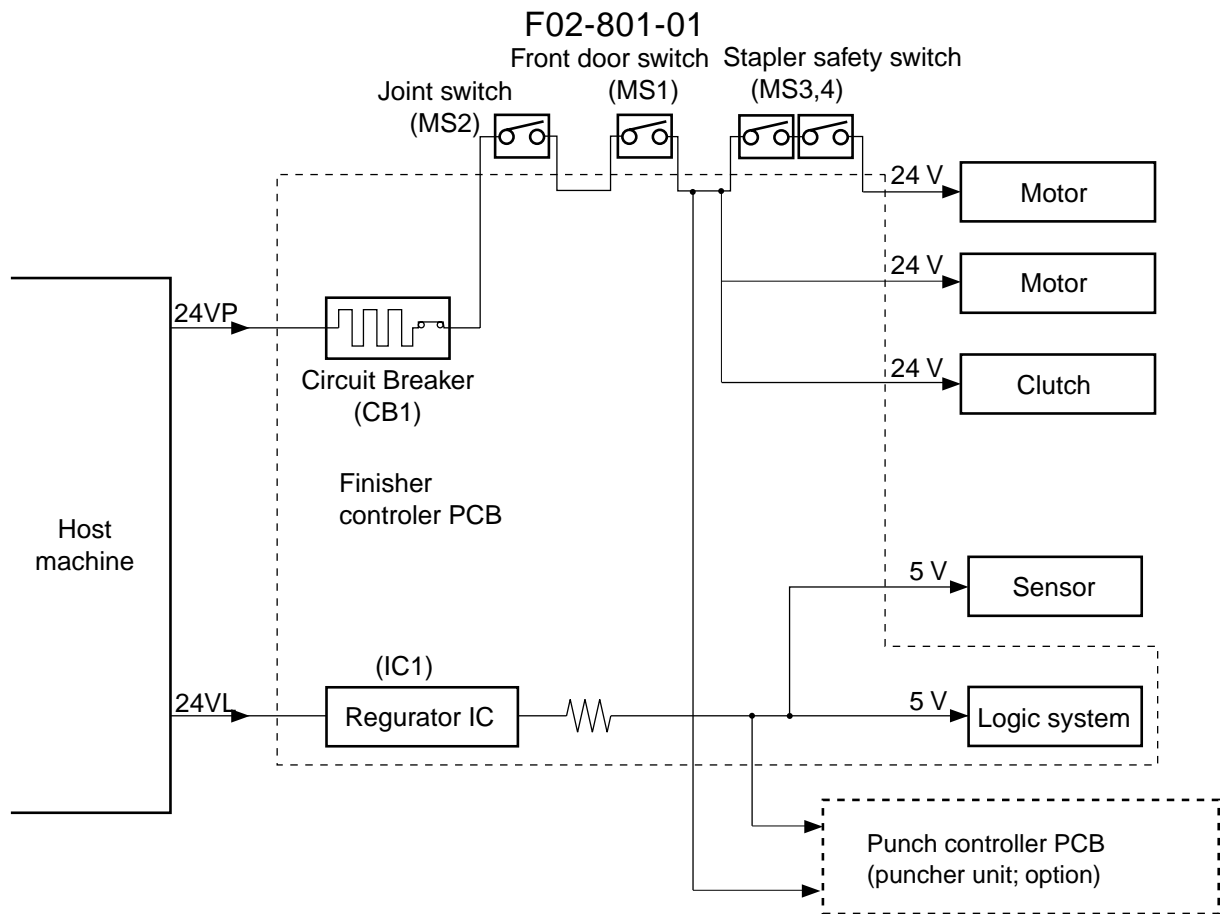 F02-801-01
Front door switch
(MS1)
Stapler safety switch
(MS3,4)
Joint switch
(MS2)
24 V
Motor
24 V
Motor
24VP
24 V
Clutch
Circuit Breaker
(CB1)
Finisher
controler PCB
Host
machine
5 V
Sensor
(IC1)
24VL
Regurator IC
5 V
Logic system
Punch controller PCB
(puncher unit; option)